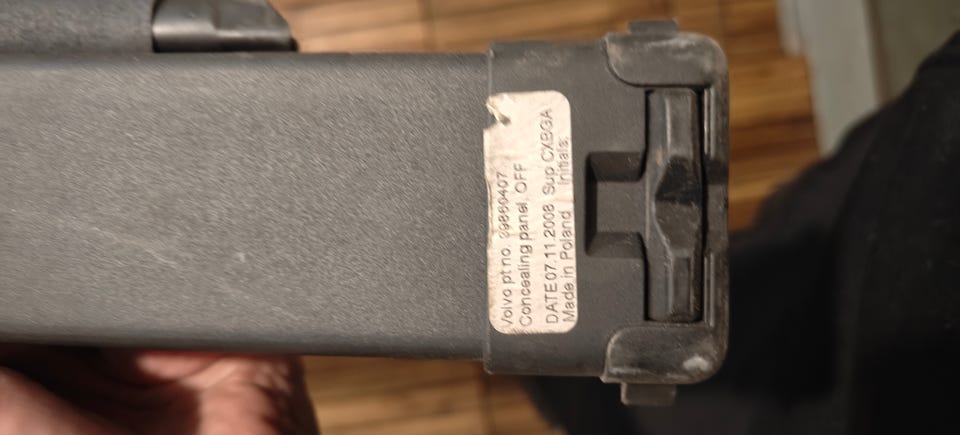 Volvo pt no. 39860407
Concealing panel, OFF
DATE 07.11.2008 Sup CXBGA
Made in Poland Initials: